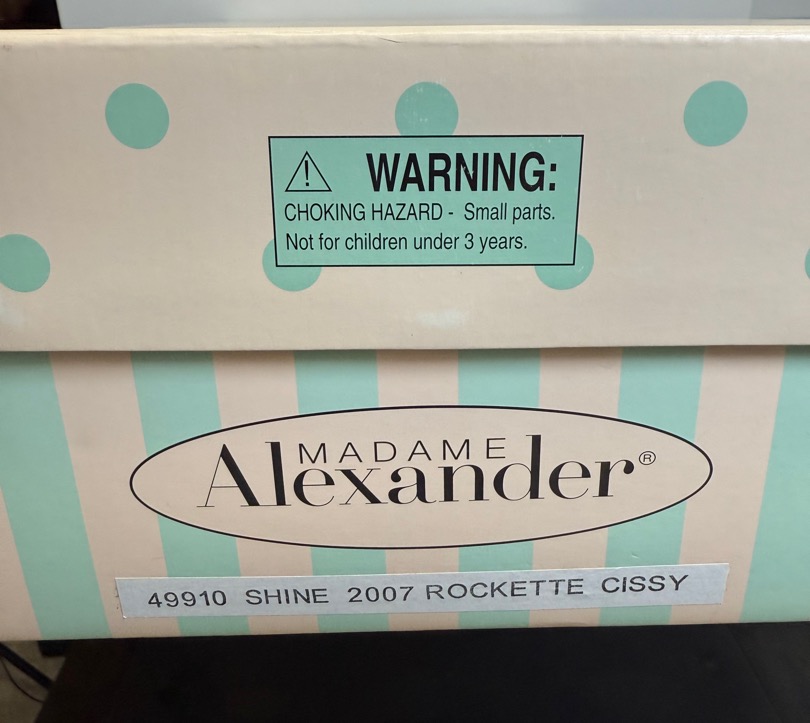 WARNING:
CHOKING HAZARD - Small parts.
Not for children under 3 years.
MADAME
Alexander®
49910 SHINE 2007 ROCKETTE CISSY